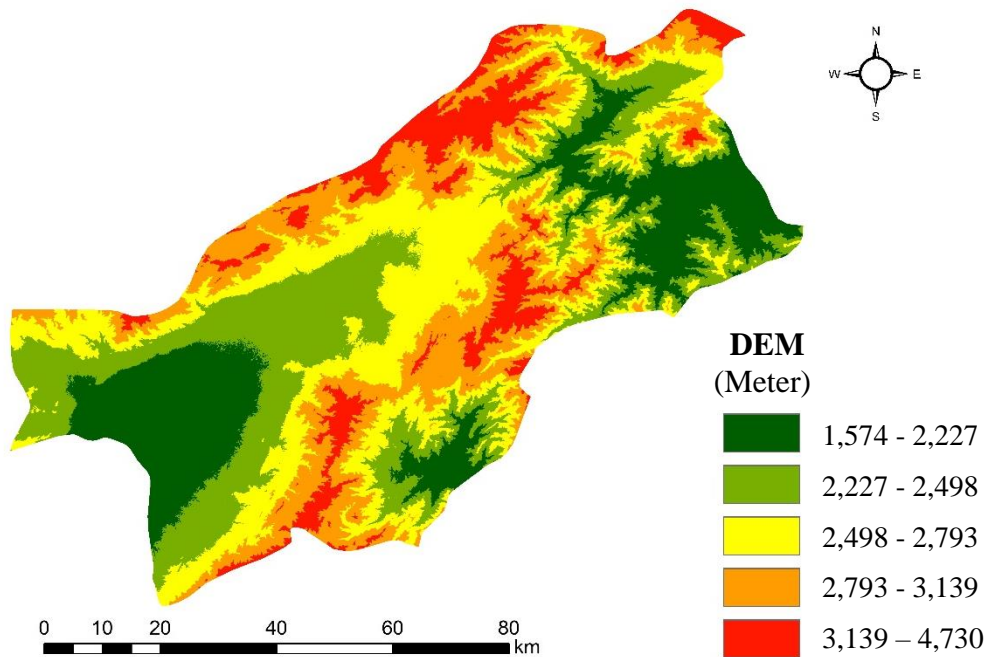 N
W E
S
DEM
(Meter)
1,574 - 2,227
2,227 - 2,498
2,498 - 2,793
2,793 - 3,139
3,139 – 4,730
0 10 20 40 60 80
km